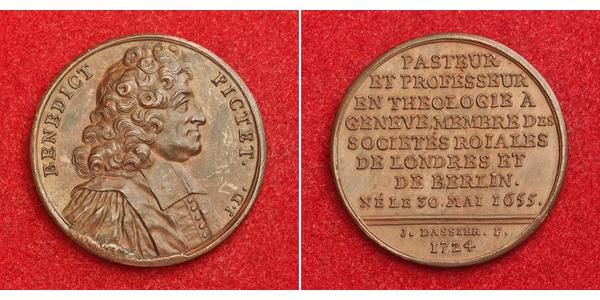 BENEDICT PICTET.
I.D.
PASTEUR
ET PROFESSEUR
EN THEOLOGIE A
GENEVE, MEMBRE DES
SOCIETÉS ROIALES
DE LONDRES ET
DE BERLIN.
NÉ LE 30. MAI 1655.
J. DASSIER. F.
1724